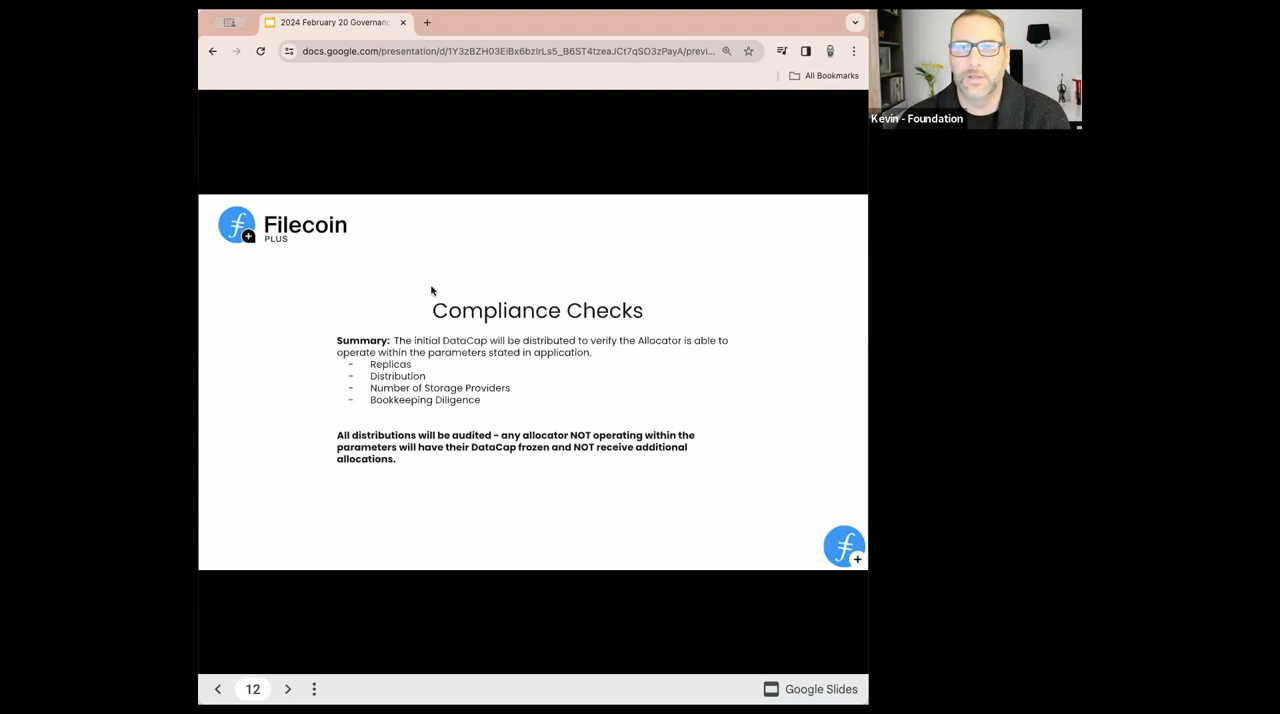 2024 February 20 Governanc
docs.google.com/presentation/d/1Y3zBZH03EiBx6bzIrLs5_B6ST4tzeaJCt7qSO3zPayA/previ...
All Bookmarks
Kevin - Foundation
Filecoin
PLUS
Compliance Checks
Summary: The initial DataCap will be distributed to verify the Allocator is able to
operate within the parameters stated in application.
- Replicas
- Distribution
- Number of Storage Providers
- Bookkeeping Diligence
All distributions will be audited - any allocator NOT operating within the
parameters will have their DataCap frozen and NOT receive additional
allocations.
12
Google Slides